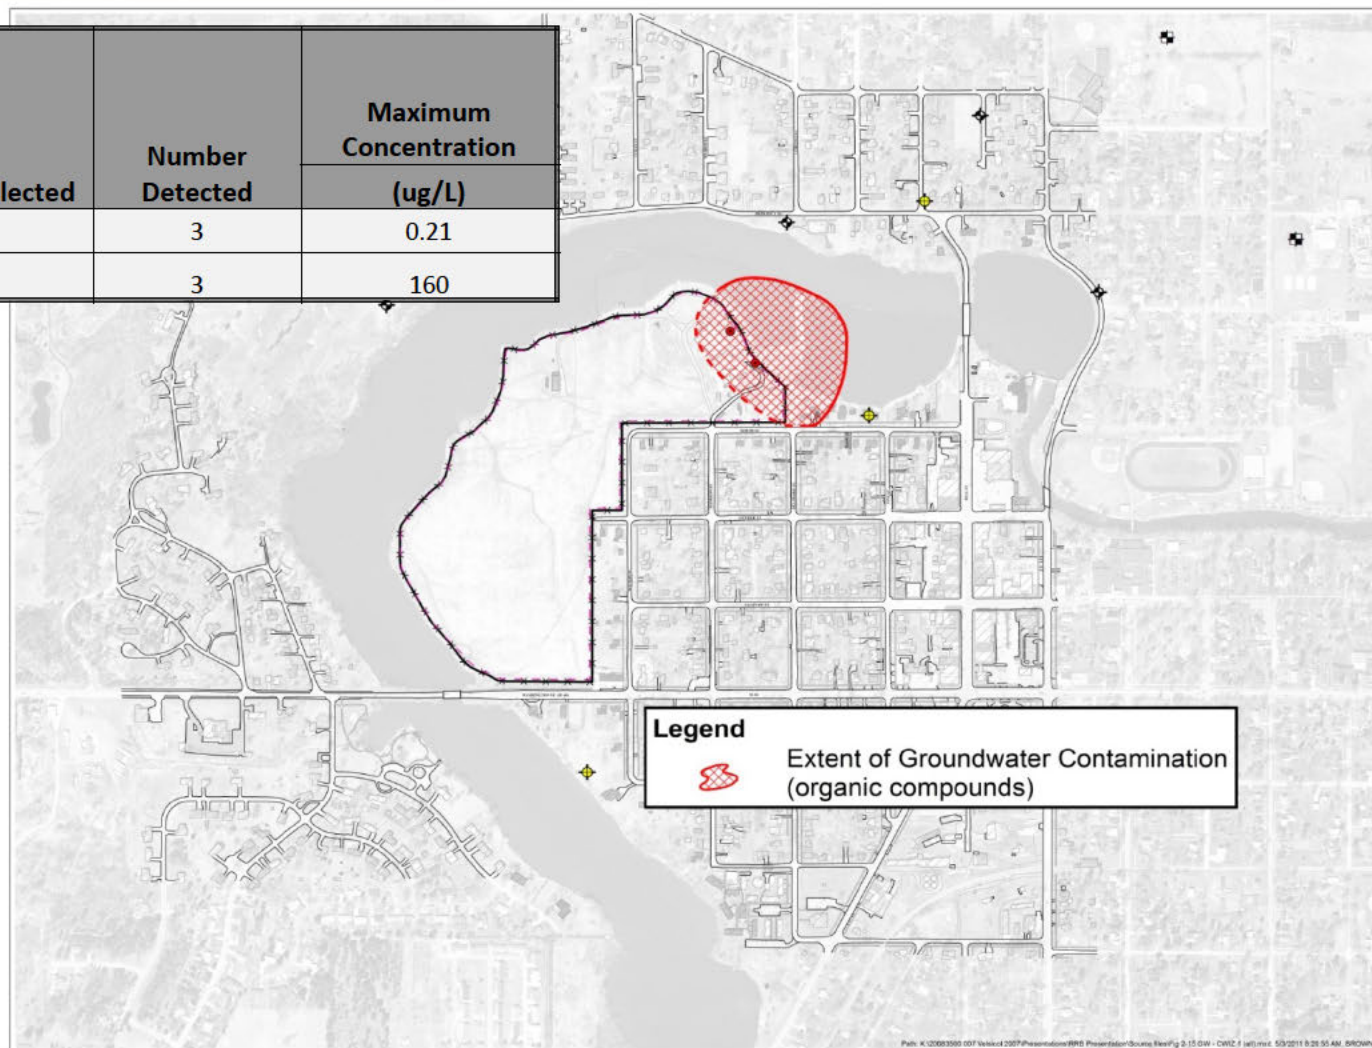 lected
Number
Detected
Maximum
Concentration
(ug/L)
3
0.21
3
160
Legend
Extent of Groundwater Contamination
(organic compounds)